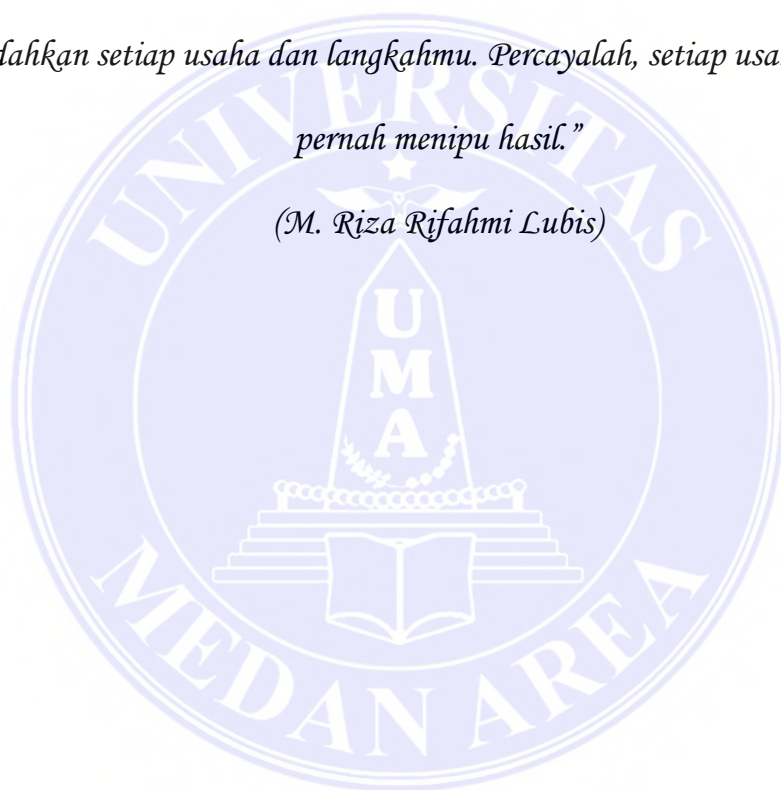 dahkan setiap usaha dan langkahmu. Percayalah, setiap usa
pernah menipu hasil.”
(M. Riza Rifahmi Lubis)
UNIVERSITAS
UMA
MEDAN AREA